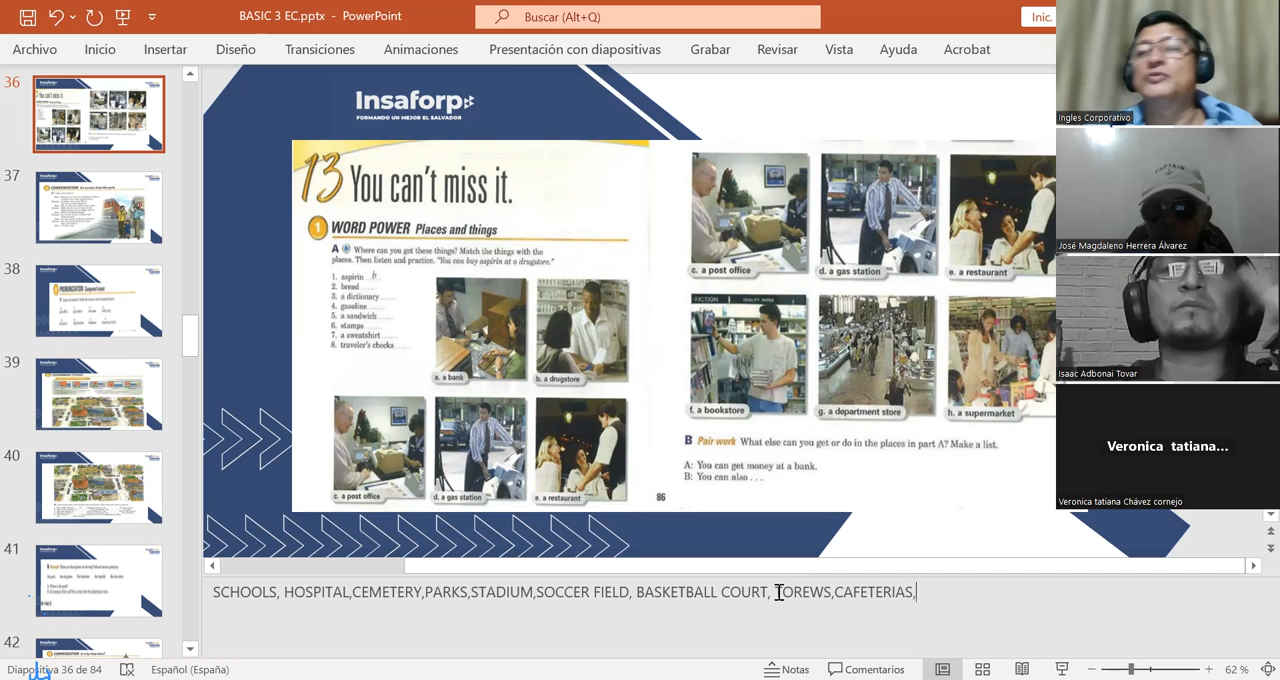 BASIC 3 EC.pptx - PowerPoint
Buscar (Alt+Q)
Inic.
Archivo Inicio Insertar Diseño Transiciones Animaciones Presentación con diapositivas Grabar Revisar Vista Ayuda Acrobat
36
37
38
39
40
41
42
Insaforp
FORMANDO UN MEJOR EL SALVADOR
13 You can't miss it.
1 WORD POWER Places and things
A Where can you get these things? Match the things with the
places. Then listen and practice. "You can buy aspirin at a drugstore."
1. aspirin b
2. bread
3. a dictionary
4. gasoline
5. a sandwich
6. stamps
7. a sweatshirt
8. traveler's checks
a. a bank
b. a drugstore
c. a post office
d. a gas station
e. a restaurant
c. a post office
d. a gas station
e. a restaurant
FICTION
QUALITY PAPER
f. a bookstore
g. a department store
h. a supermarket
B Pair work What else can you get or do in the places in part A? Make a list.
A: You can get money at a bank.
B: You can also . . .
86
Ingles Corporativo
José Magdaleno Herrera Álvarez
Isaac Adbonai Tovar
Veronica tatiana...
Veronica tatiana Chávez cornejo
SCHOOLS, HOSPITAL,CEMETERY,PARKS,STADIUM,SOCCER FIELD, BASKETBALL COURT, TOREWS,CAFETERIAS,
Diapositiva 36 de 84
Español (España)
Notas
Comentarios
62 %